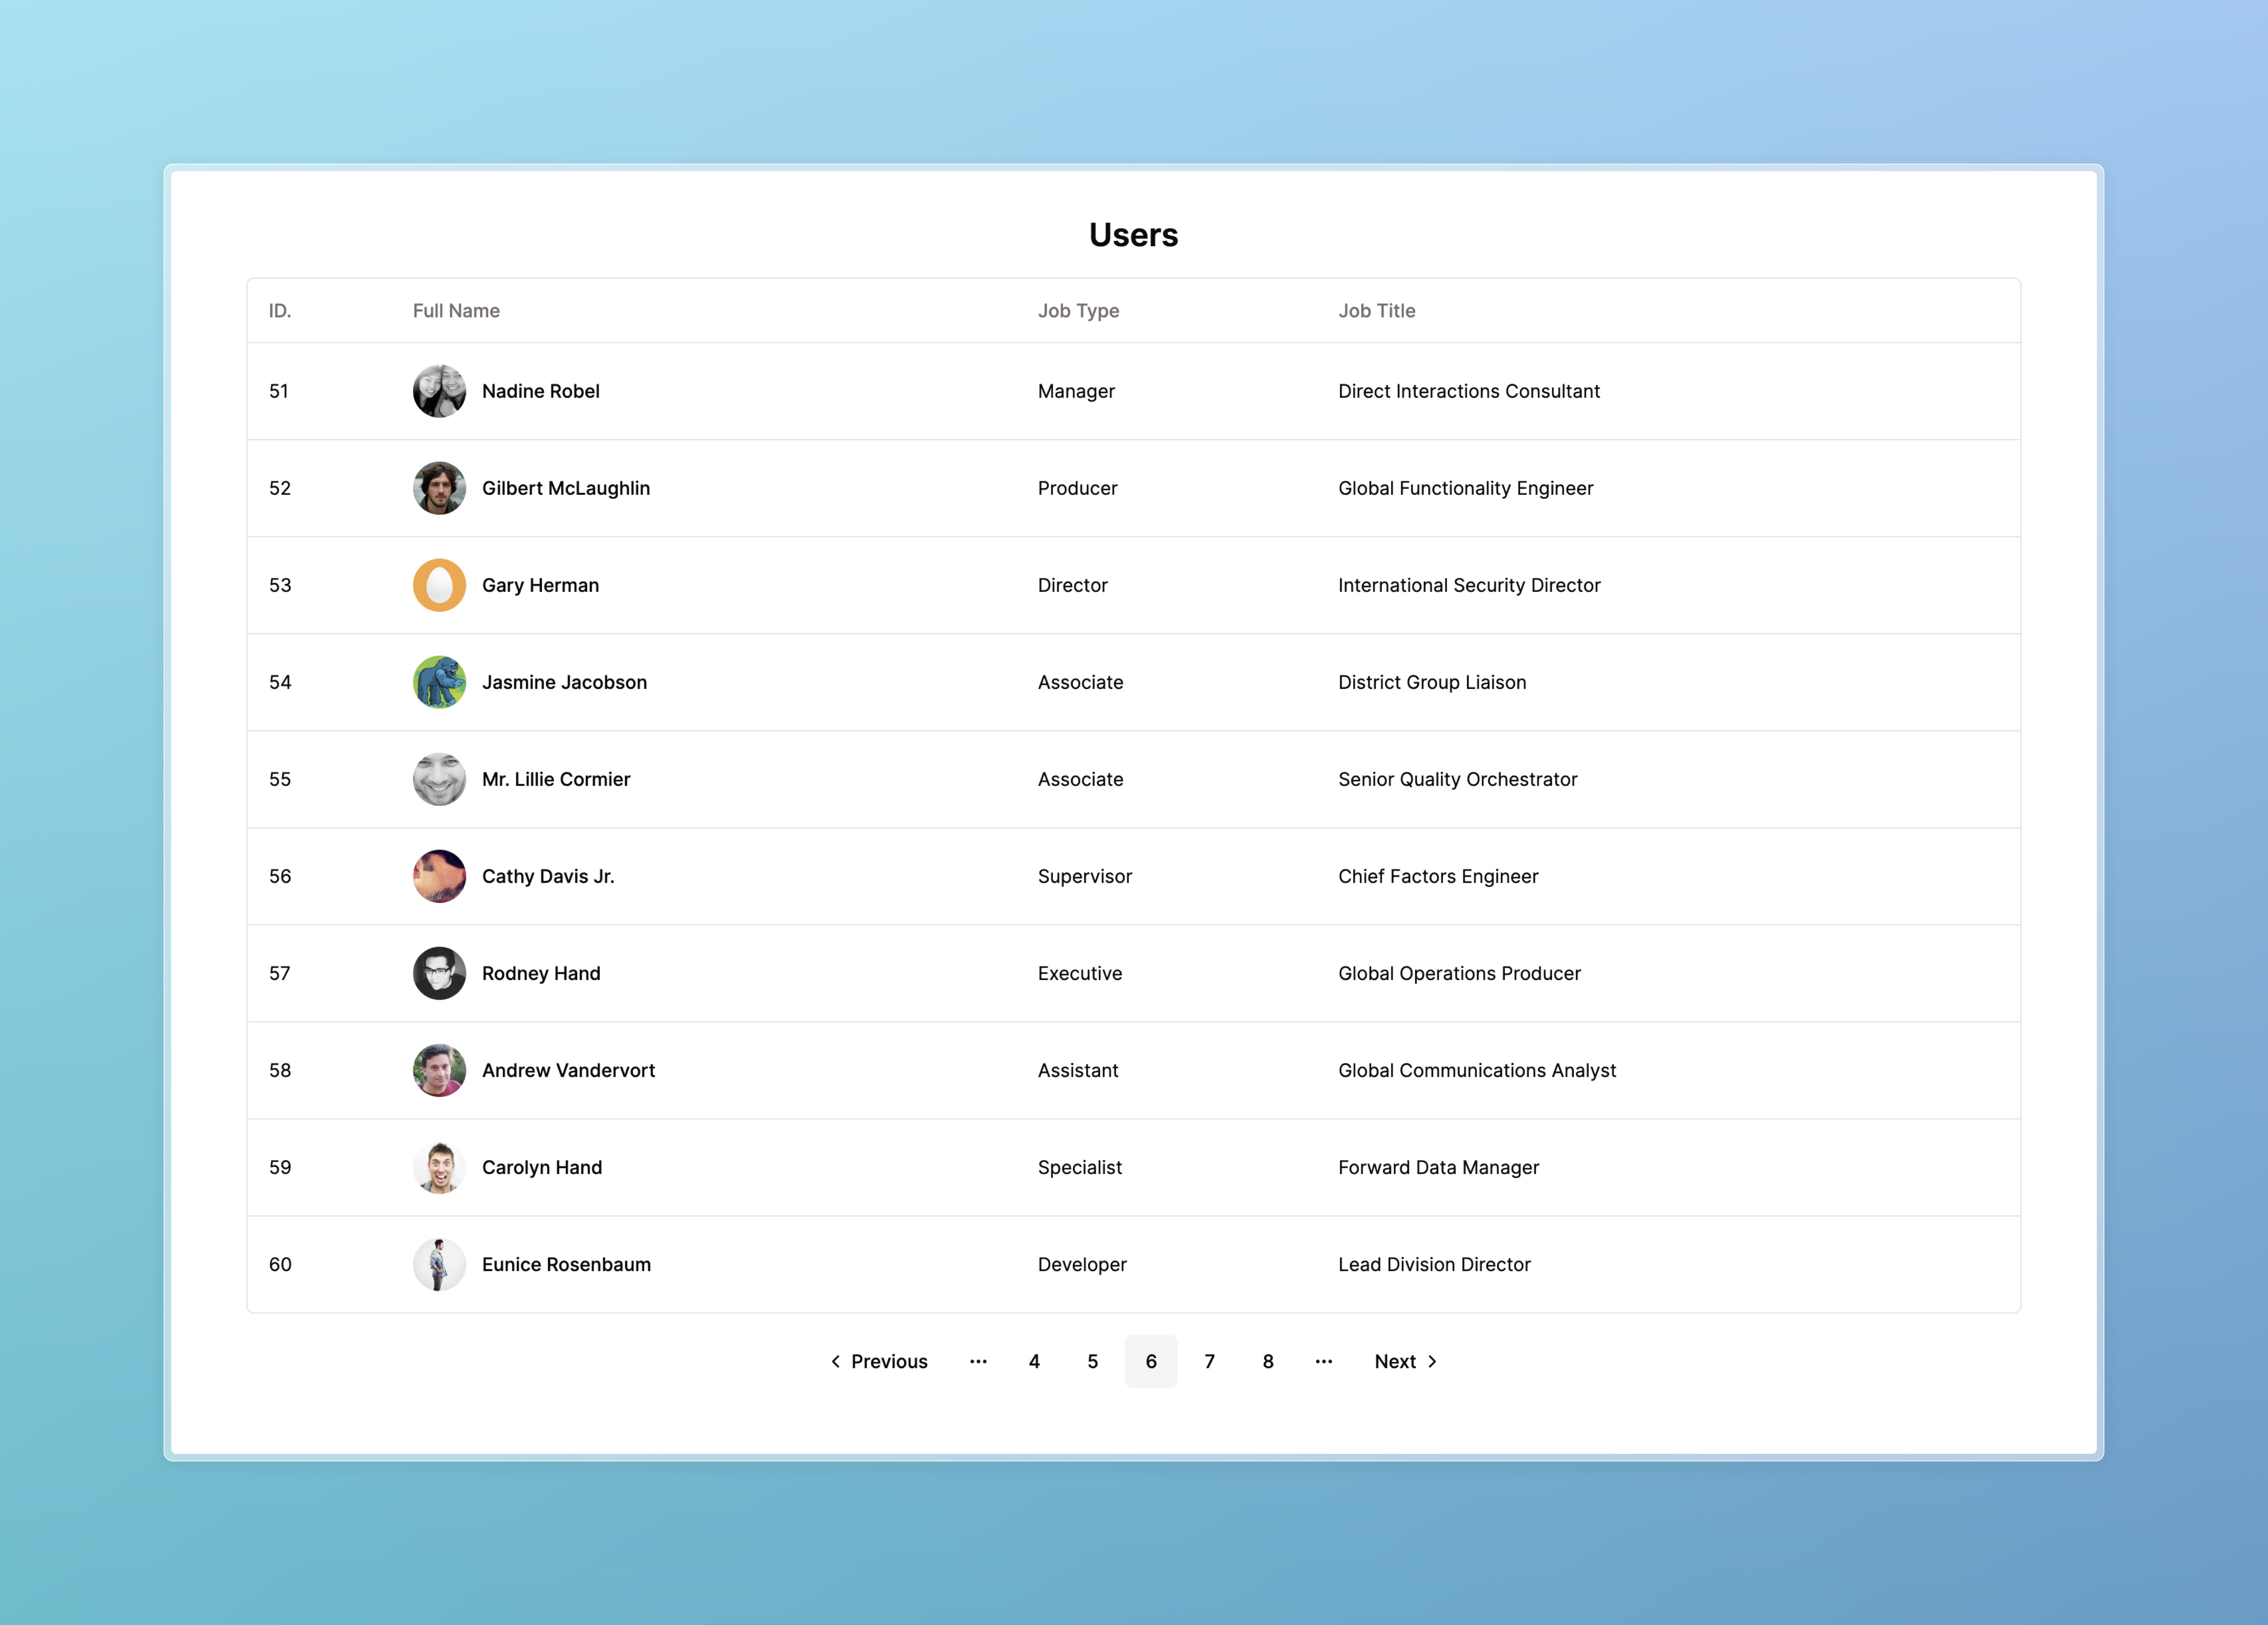 Users
ID. Full Name Job Type Job Title
51 Nadine Robel Manager Direct Interactions Consultant
52 Gilbert McLaughlin Producer Global Functionality Engineer
53 Gary Herman Director International Security Director
54 Jasmine Jacobson Associate District Group Liaison
55 Mr. Lillie Cormier Associate Senior Quality Orchestrator
56 Cathy Davis Jr. Supervisor Chief Factors Engineer
57 Rodney Hand Executive Global Operations Producer
58 Andrew Vandervort Assistant Global Communications Analyst
59 Carolyn Hand Specialist Forward Data Manager
60 Eunice Rosenbaum Developer Lead Division Director
Previous ... 4 5 6 7 8 ... Next